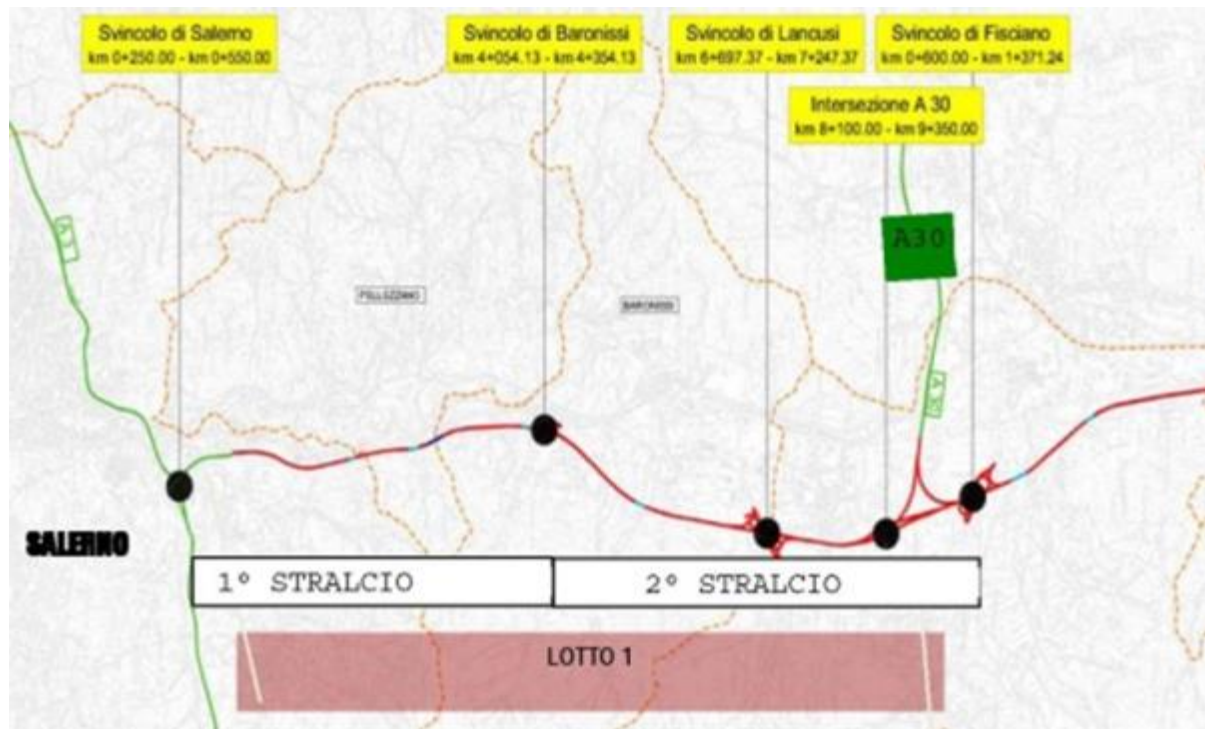 Svincolo di Salerno
km 0+250.00 - km 0+550.00
Svincolo di Baronissi
km 4+054.13 - km 4+354.13
Svincolo di Lancusi
km 6+697.37 - km 7+247.37
Svincolo di Fisciano
km 0+600.00 - km 1+371.24
Intersezione A 30
km 8+100.00 - km 9+350.00
A 3
A30
PELLEZZANO
BARONISSI
SALERNO
1° STRALCIO
2° STRALCIO
LOTTO 1